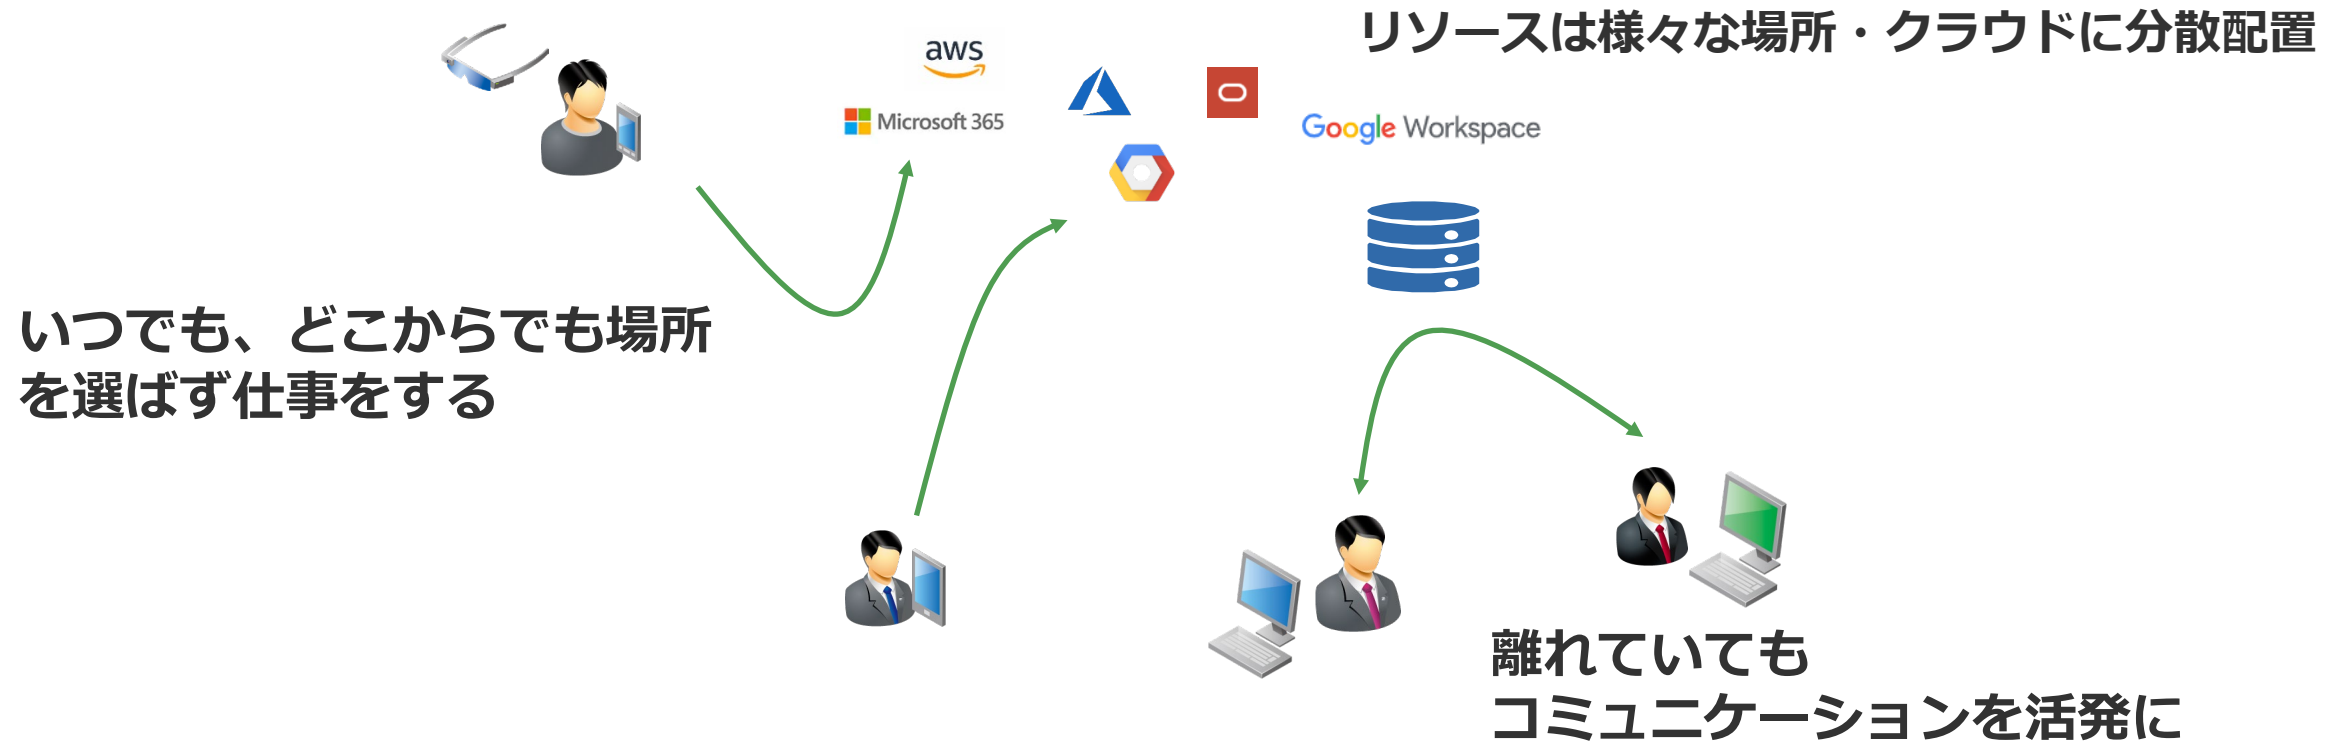 リソースは様々な場所・クラウドに分散配置
aws
Microsoft 365
Google Workspace
いつでも、どこからでも場所
を選ばず仕事をする
離れていても
コミュニケーションを活発に